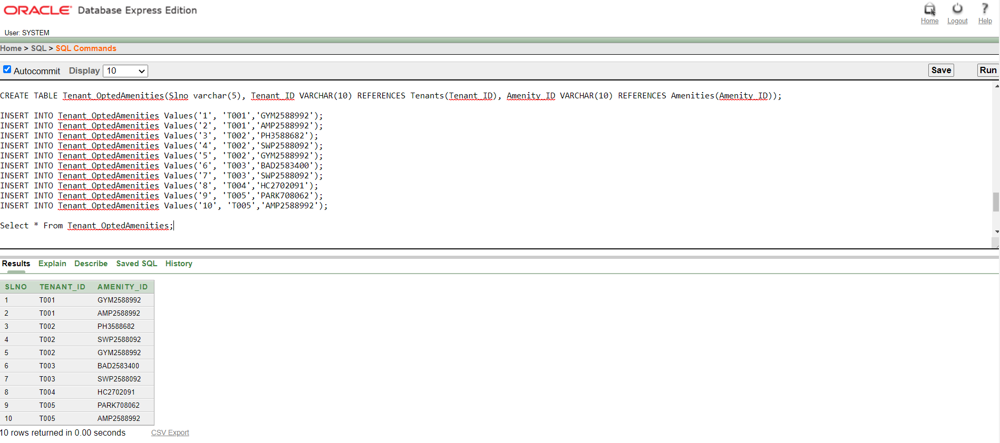 ORACLE Database Express Edition
Home Logout Help
User: SYSTEM
Home > SQL > SQL Commands
Autocommit Display 10 Save Run
CREATE TABLE Tenant_OptedAmenities(Slno varchar(5), Tenant_ID VARCHAR(10) REFERENCES Tenants(Tenant_ID), Amenity_ID VARCHAR(10) REFERENCES Amenities(Amenity_ID));
INSERT INTO Tenant_OptedAmenities Values('1', 'T001','GYM2588992');
INSERT INTO Tenant_OptedAmenities Values('2', 'T001','AMP2588992');
INSERT INTO Tenant_OptedAmenities Values('3', 'T002','PH3588682');
INSERT INTO Tenant_OptedAmenities Values('4', 'T002','SWP2588092');
INSERT INTO Tenant_OptedAmenities Values('5', 'T002','GYM2588992');
INSERT INTO Tenant_OptedAmenities Values('6', 'T003','BAD2583400');
INSERT INTO Tenant_OptedAmenities Values('7', 'T003','SWP2588092');
INSERT INTO Tenant_OptedAmenities Values('8', 'T004','HC2702091');
INSERT INTO Tenant_OptedAmenities Values('9', 'T005','PARK708062');
INSERT INTO Tenant_OptedAmenities Values('10', 'T005','AMP2588992');
Select * From Tenant_OptedAmenities;
Results Explain Describe Saved SQL History
SLNO TENANT_ID AMENITY_ID
1 T001 GYM2588992
2 T001 AMP2588992
3 T002 PH3588682
4 T002 SWP2588092
5 T002 GYM2588992
6 T003 BAD2583400
7 T003 SWP2588092
8 T004 HC2702091
9 T005 PARK708062
10 T005 AMP2588992
10 rows returned in 0.00 seconds CSV Export